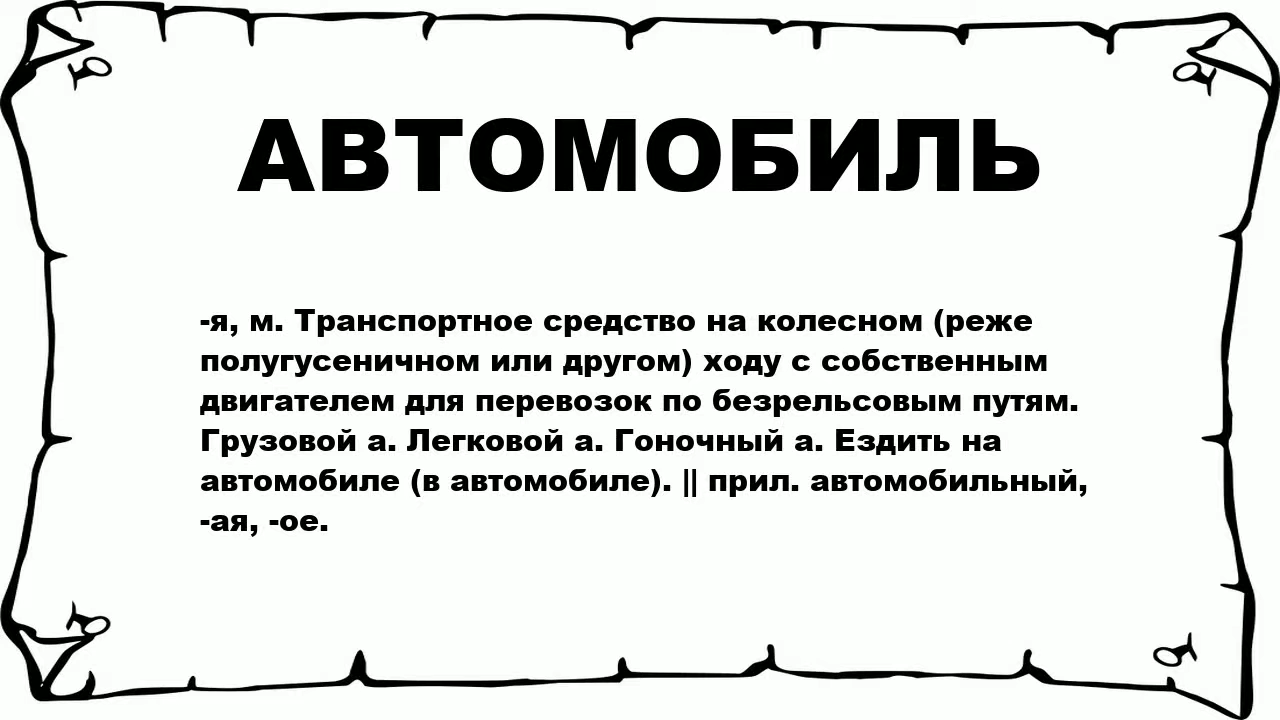 АВТОМОБИЛЬ
-я, м. Транспортное средство на колесном (реже
полугусеничном или другом) ходу с собственным
двигателем для перевозок по безрельсовым путям.
Грузовой а. Легковой а. Гоночный а. Ездить на
автомобиле (в автомобиле). || прил. автомобильный,
-ая, -ое.